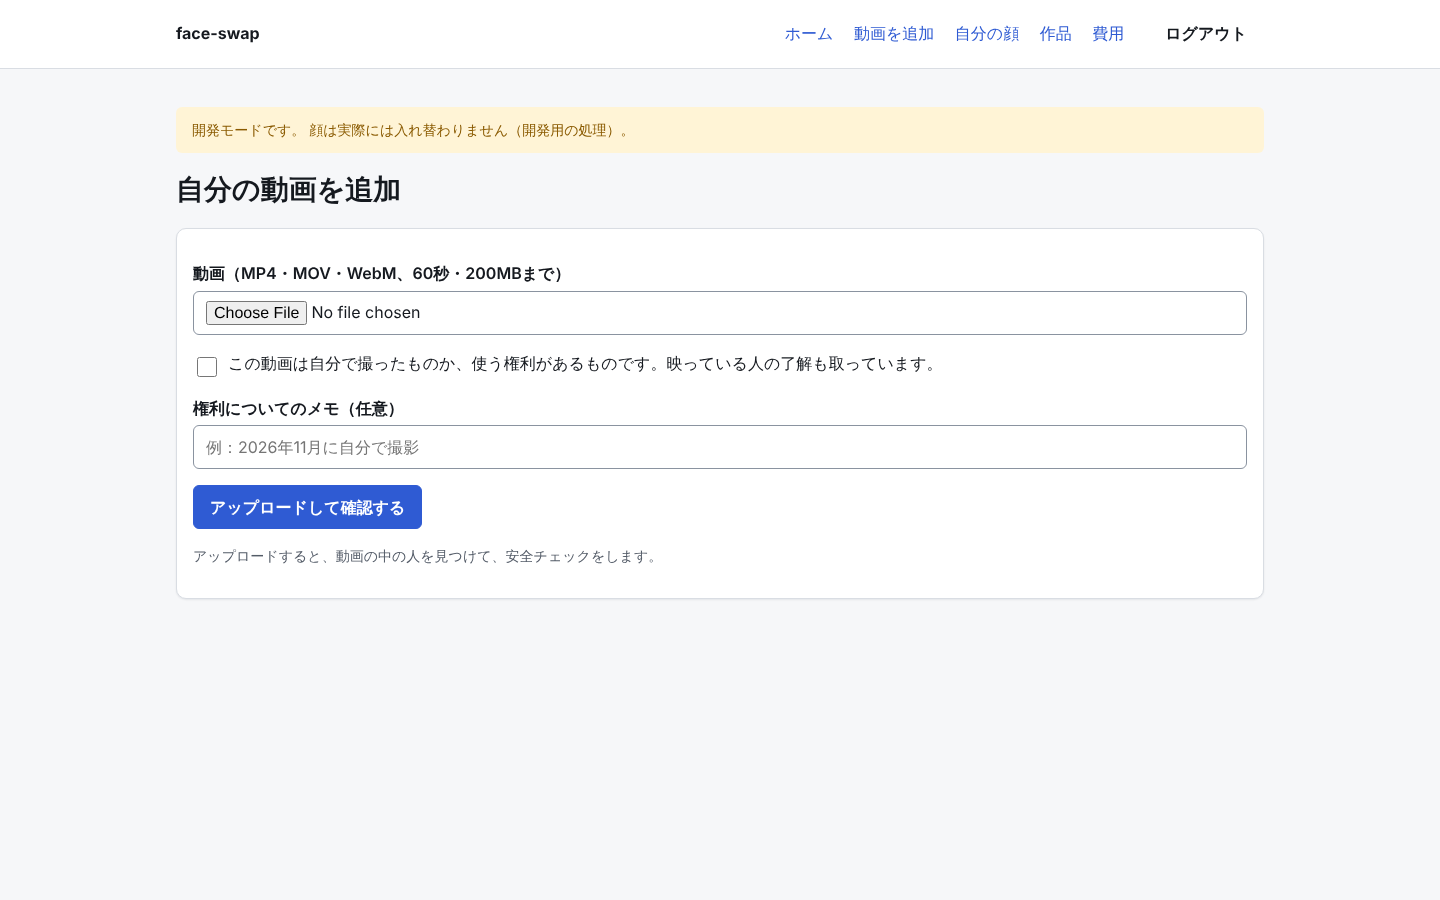 face-swap
ホーム 動画を追加 自分の顔 作品 費用 ログアウト
開発モードです。 顔は実際には入れ替わりません（開発用の処理）。
自分の動画を追加
動画（MP4・MOV・WebM、60秒・200MBまで）
Choose File No file chosen
この動画は自分で撮ったものか、使う権利があるものです。映っている人の了解も取っています。
権利についてのメモ（任意）
例：2026年11月に自分で撮影
アップロードして確認する
アップロードすると、動画の中の人を見つけて、安全チェックをします。